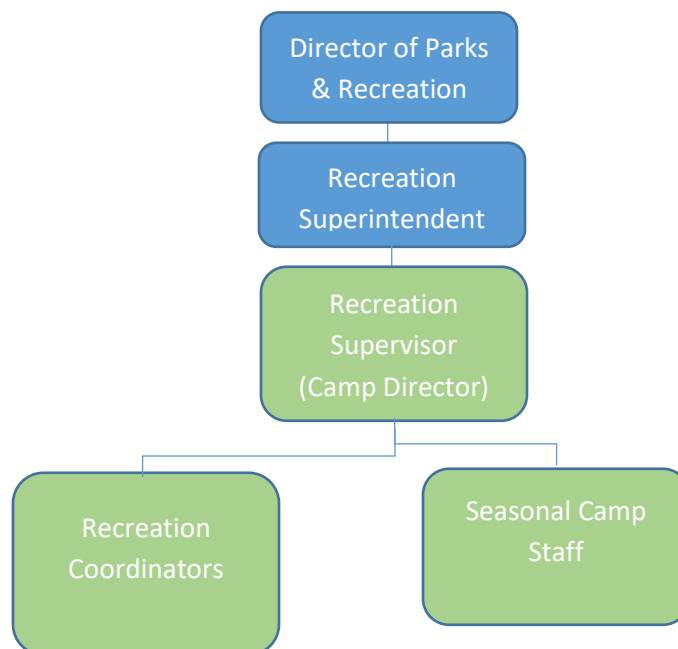 Director of Parks
& Recreation
Recreation
Superintendent
Recreation
Supervisor
(Camp Director)
Recreation
Coordinators
Seasonal Camp
Staff